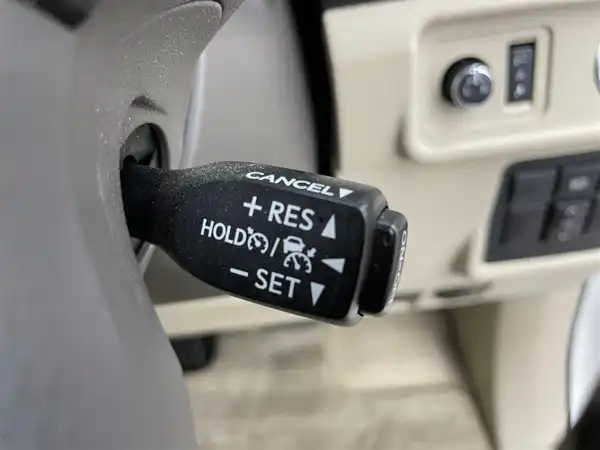 CANCEL▼
+ RES ▲
HOLD / ◀
− SET ▼